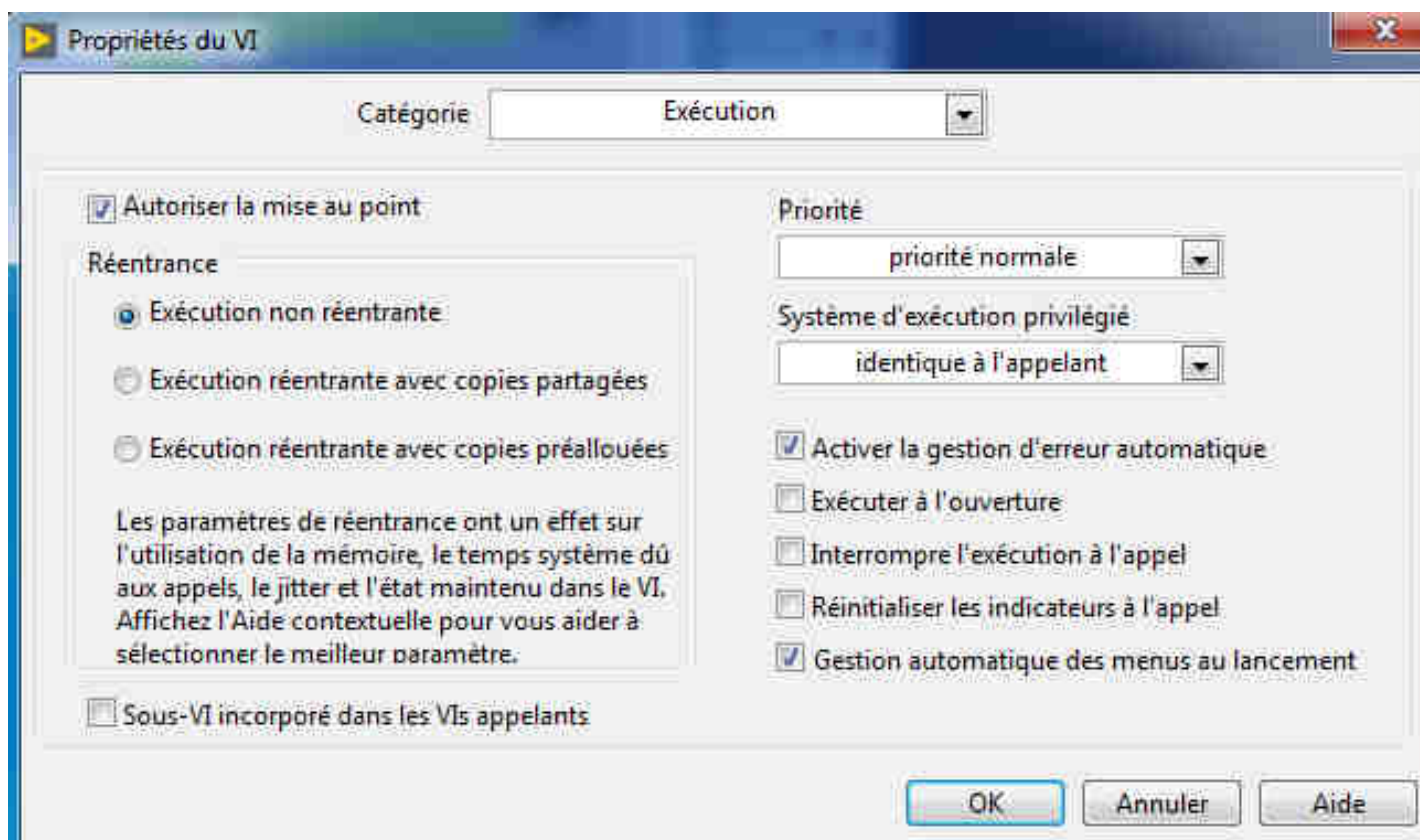 Propriétés du VI
Catégorie
Exécution
Autoriser la mise au point
Réentrance
Exécution non réentrante
Exécution réentrante avec copies partagées
Exécution réentrante avec copies préallouées
Les paramètres de réentrance ont un effet sur
l'utilisation de la mémoire, le temps système dû
aux appels, le jitter et l'état maintenu dans le VI.
Affichez l'Aide contextuelle pour vous aider à
sélectionner le meilleur paramètre.
Sous-VI incorporé dans les VIs appelants
Priorité
priorité normale
Système d'exécution privilégié
identique à l'appelant
Activer la gestion d'erreur automatique
Exécuter à l'ouverture
Interrompre l'exécution à l'appel
Réinitialiser les indicateurs à l'appel
Gestion automatique des menus au lancement
OK
Annuler
Aide